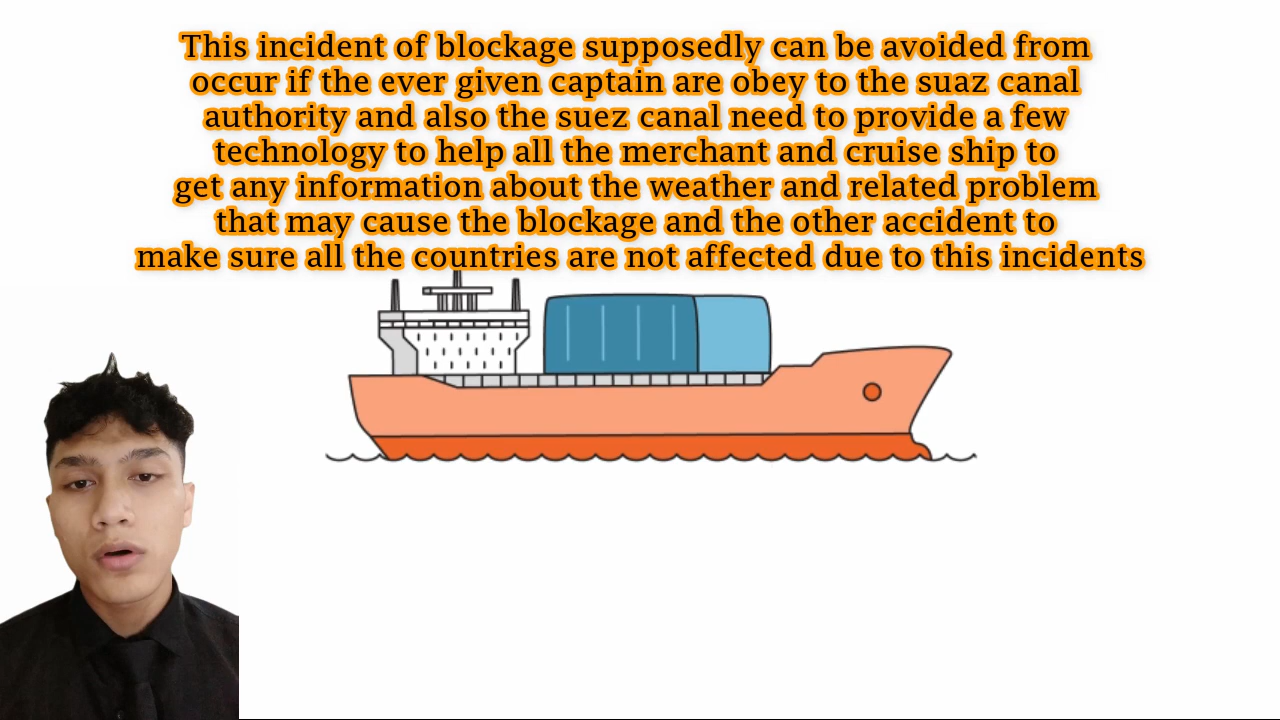 This incident of blockage supposedly can be avoided from
occur if the ever given captain are obey to the suaz canal
authority and also the suez canal need to provide a few
technology to help all the merchant and cruise ship to
get any information about the weather and related problem
that may cause the blockage and the other accident to
make sure all the countries are not affected due to this incidents